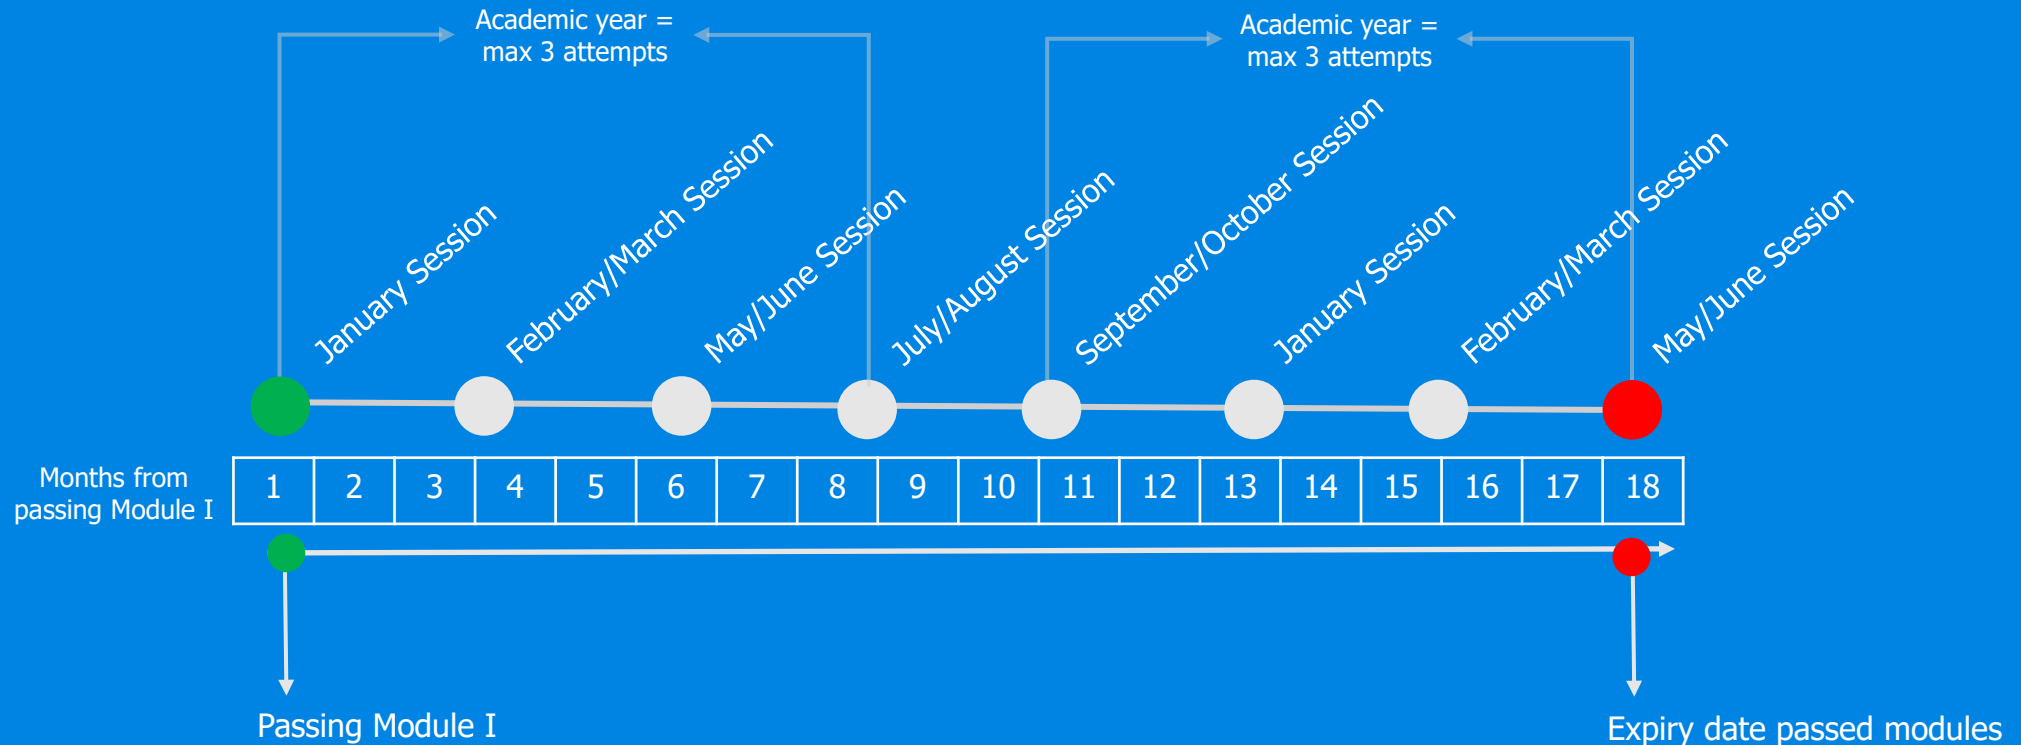 Academic year =
max 3 attempts
Academic year =
max 3 attempts
January Session
February/March Session
May/June Session
July/August Session
September/October Session
January Session
February/March Session
May/June Session
Months from
passing Module I
1 2 3 4 5 6 7 8 9 10 11 12 13 14 15 16 17 18
Passing Module I
Expiry date passed modules